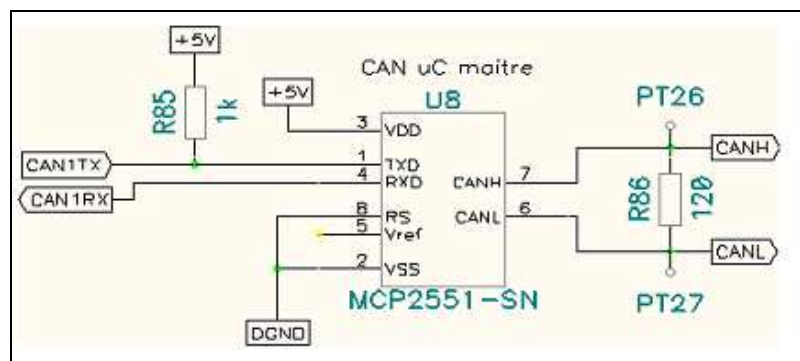 +5V
CAN uC maitre
+5V
U8
PT26
R85
1k
3
VDD
CAN1TX
1
TXD
CANH
4
RXD
CANH
7
CAN1RX
R86
120
8
RS
CANL
6
5
Vref
2
VSS
CANL
MCP2551-SN
PT27
DGND